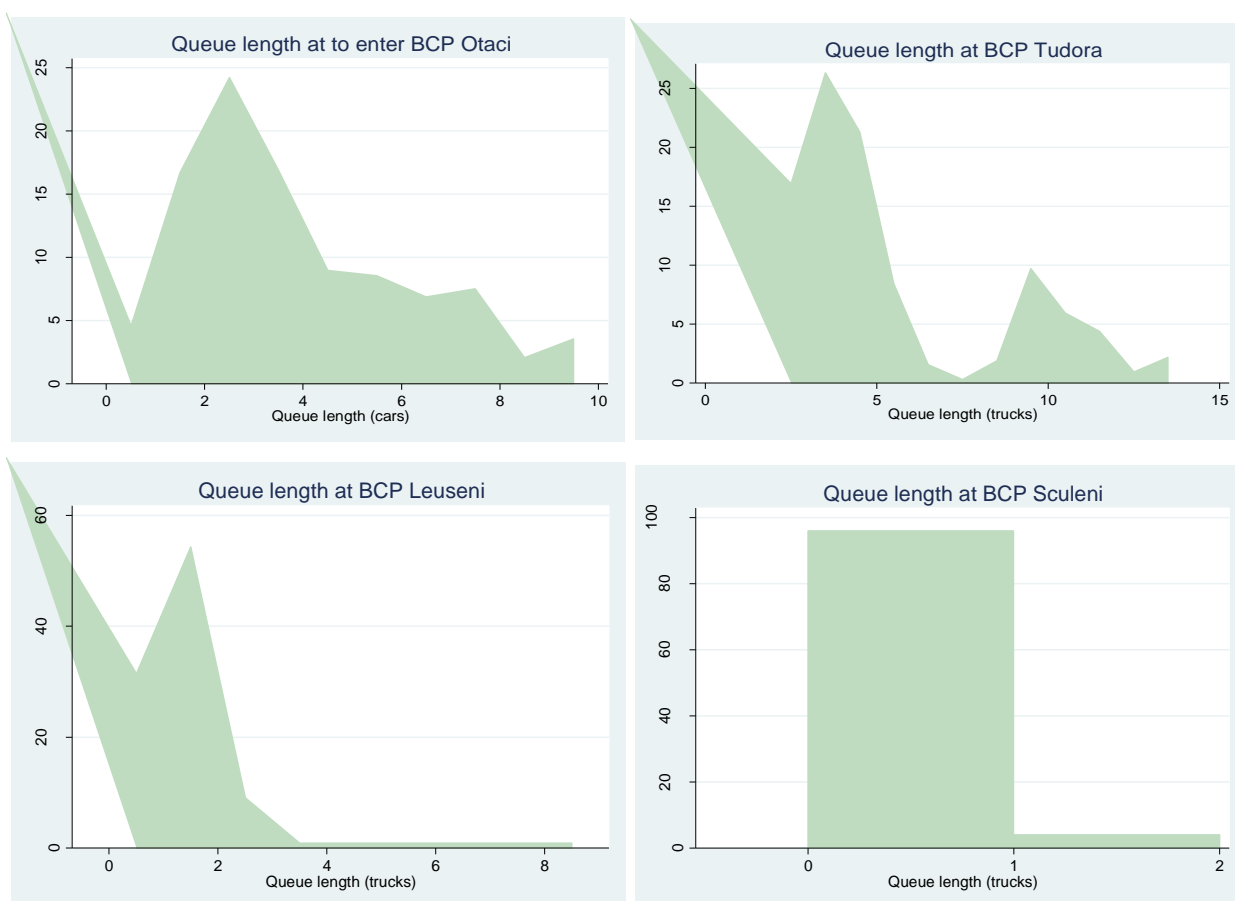 Queue length at to enter BCP Otaci
25
20
15
10
5
0
0 2 4 6 8 10
Queue length (cars)
Queue length at BCP Tudora
25
20
15
10
5
0
0 5 10 15
Queue length (trucks)
Queue length at BCP Leuseni
60
40
20
0
0 2 4 6 8
Queue length (trucks)
Queue length at BCP Sculeni
100
80
60
40
20
0
0 1 2
Queue length (trucks)